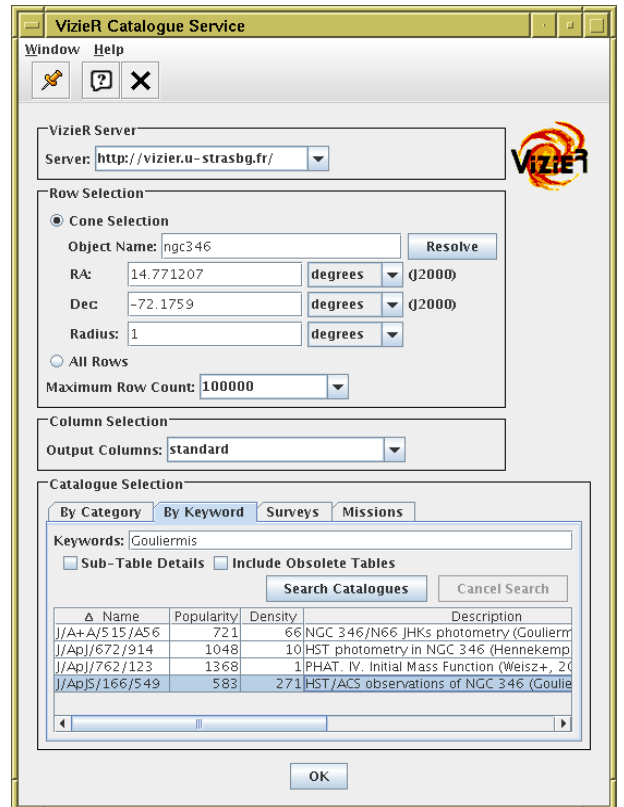 VizieR Catalogue Service
Window Help
VizieR Server
Server: http://vizier.u-strasbg.fr/
VizieR
Row Selection
Cone Selection
Object Name: ngc346 Resolve
RA: 14.771207 degrees (J2000)
Dec: -72.1759 degrees (J2000)
Radius: 1 degrees
All Rows
Maximum Row Count: 100000
Column Selection
Output Columns: standard
Catalogue Selection
By Category By Keyword Surveys Missions
Keywords: Gouliermis
Sub-Table Details Include Obsolete Tables
Search Catalogues Cancel Search
Name Popularity Density Description
J/A+A/515/A56 721 66 NGC 346/N66 JHKs photometry (Goulierm
J/ApJ/672/914 1048 10 HST photometry in NGC 346 (Hennekemp
J/ApJ/762/123 1368 1 PHAT. IV. Initial Mass Function (Weisz+, 20
J/ApJS/166/549 583 271 HST/ACS observations of NGC 346 (Goulie
OK